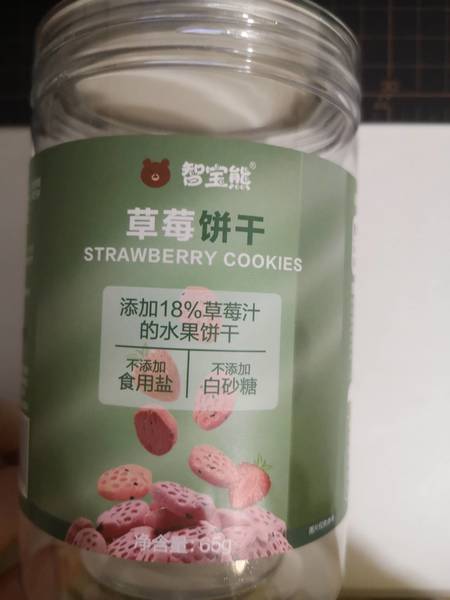 智宝熊®
草莓饼干
STRAWBERRY COOKIES
添加18%草莓汁
的水果饼干
不添加
食用盐
不添加
白砂糖
净含量: 65g